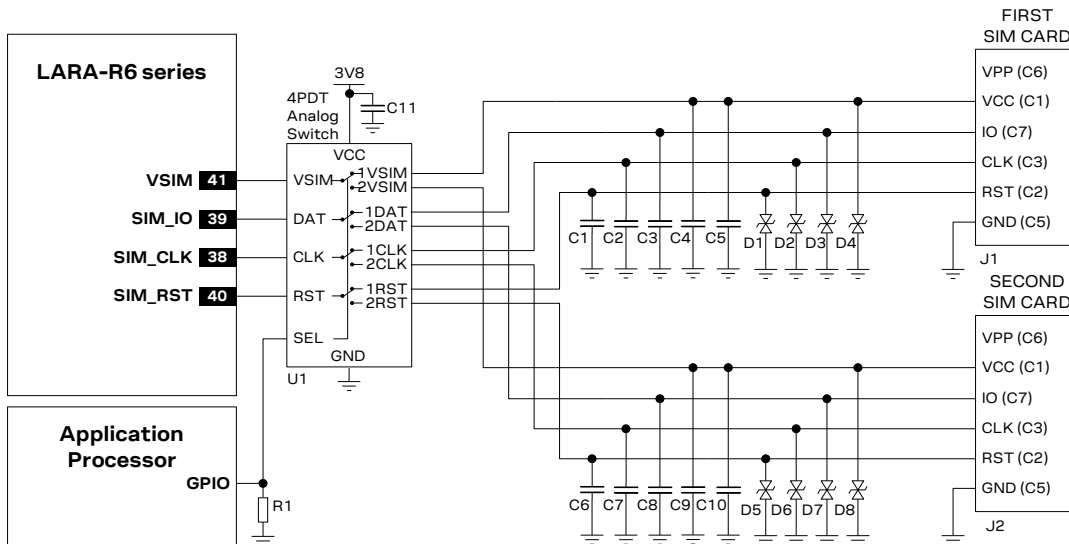 LARA-R6 series
VSIM 41
SIM_IO 39
SIM_CLK 38
SIM_RST 40
Application
Processor
GPIO
R1
3V8
C11
4PDT
Analog
Switch
VCC
VSIM
1VSIM
2VSIM
DAT
1DAT
2DAT
CLK
1CLK
2CLK
RST
1RST
2RST
SEL
GND
U1
C1 C2 C3 C4 C5 D1 D2 D3 D4
FIRST
SIM CARD
VPP (C6)
VCC (C1)
IO (C7)
CLK (C3)
RST (C2)
GND (C5)
J1
C6 C7 C8 C9 C10 D5 D6 D7 D8
SECOND
SIM CARD
VPP (C6)
VCC (C1)
IO (C7)
CLK (C3)
RST (C2)
GND (C5)
J2